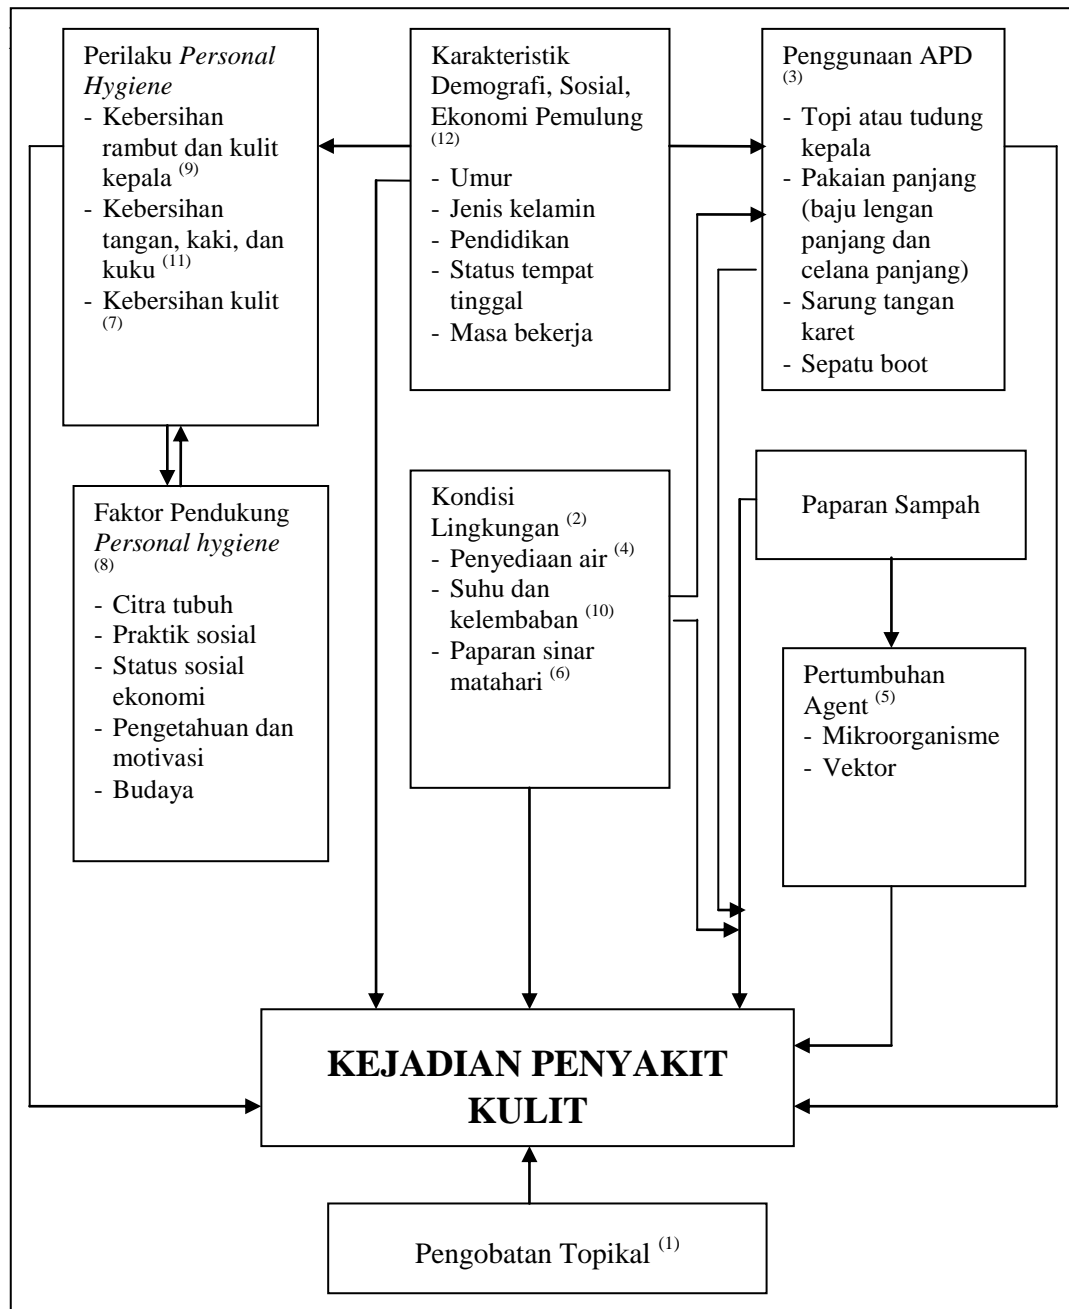 Perilaku Personal
Hygiene
- Kebersihan
rambut dan kulit
kepala (9)
- Kebersihan
tangan, kaki, dan
kuku (11)
- Kebersihan kulit
(7)
Karakteristik
Demografi, Sosial,
Ekonomi Pemulung
(12)
- Umur
- Jenis kelamin
- Pendidikan
- Status tempat
tinggal
- Masa bekerja
Penggunaan APD
(3)
- Topi atau tudung
kepala
- Pakaian panjang
(baju lengan
panjang dan
celana panjang)
- Sarung tangan
karet
- Sepatu boot
Faktor Pendukung
Personal hygiene
(8)
- Citra tubuh
- Praktik sosial
- Status sosial
ekonomi
- Pengetahuan dan
motivasi
- Budaya
Kondisi
Lingkungan (2)
- Penyediaan air (4)
- Suhu dan
kelembaban (10)
- Paparan sinar
matahari (6)
Paparan Sampah
Pertumbuhan
Agent (5)
- Mikroorganisme
- Vektor
KEJADIAN PENYAKIT
KULIT
Pengobatan Topikal (1)